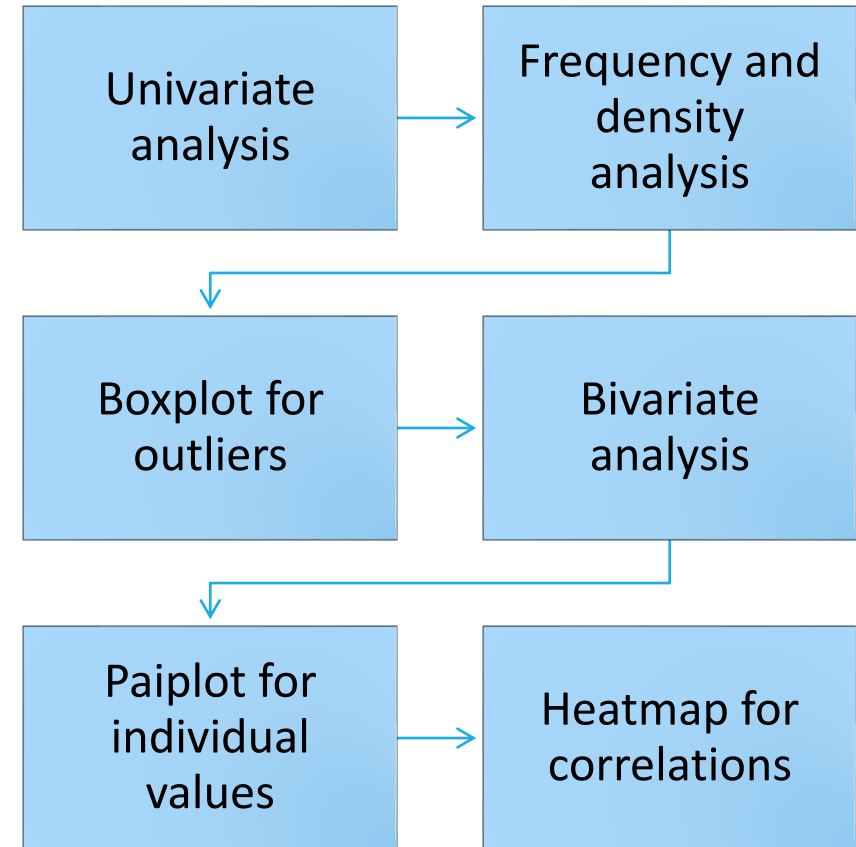 Univariate
analysis
Frequency and
density
analysis
Boxplot for
outliers
Bivariate
analysis
Paiplot for
individual
values
Heatmap for
correlations